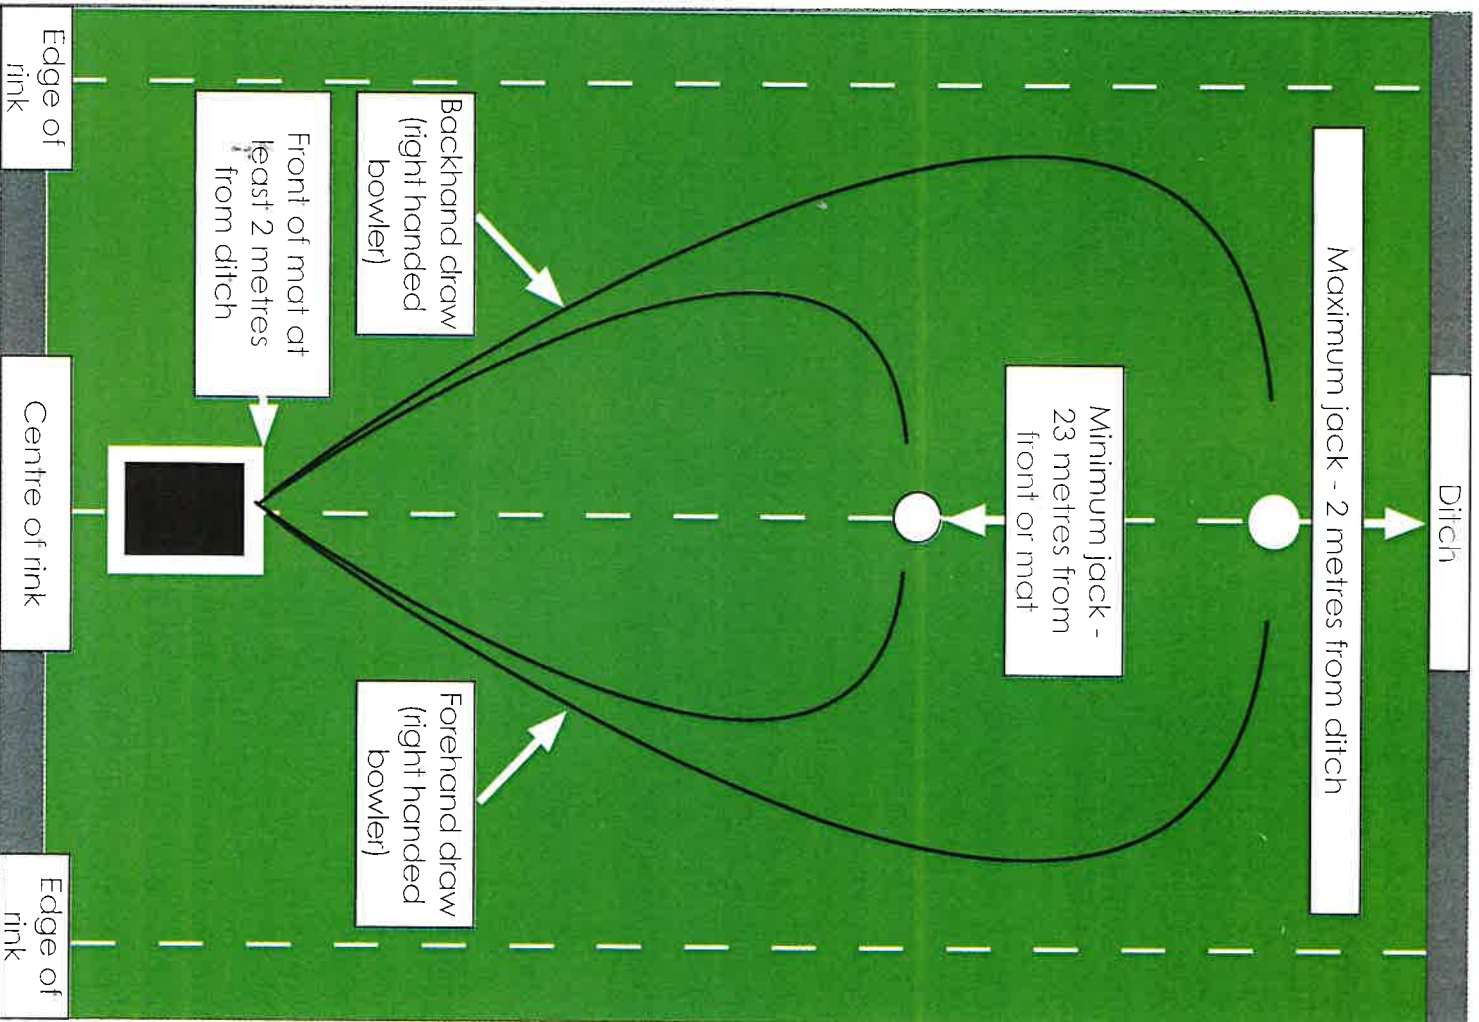 Ditch
Maximum jack - 2 metres from ditch
Minimum jack -
23 metres from
front or mat
Backhand draw
(right handed
bowler)
Forehand draw
(right handed
bowler)
Front of mat at
least 2 metres
from ditch
Edge of
rink
Centre of rink
Edge of
rink